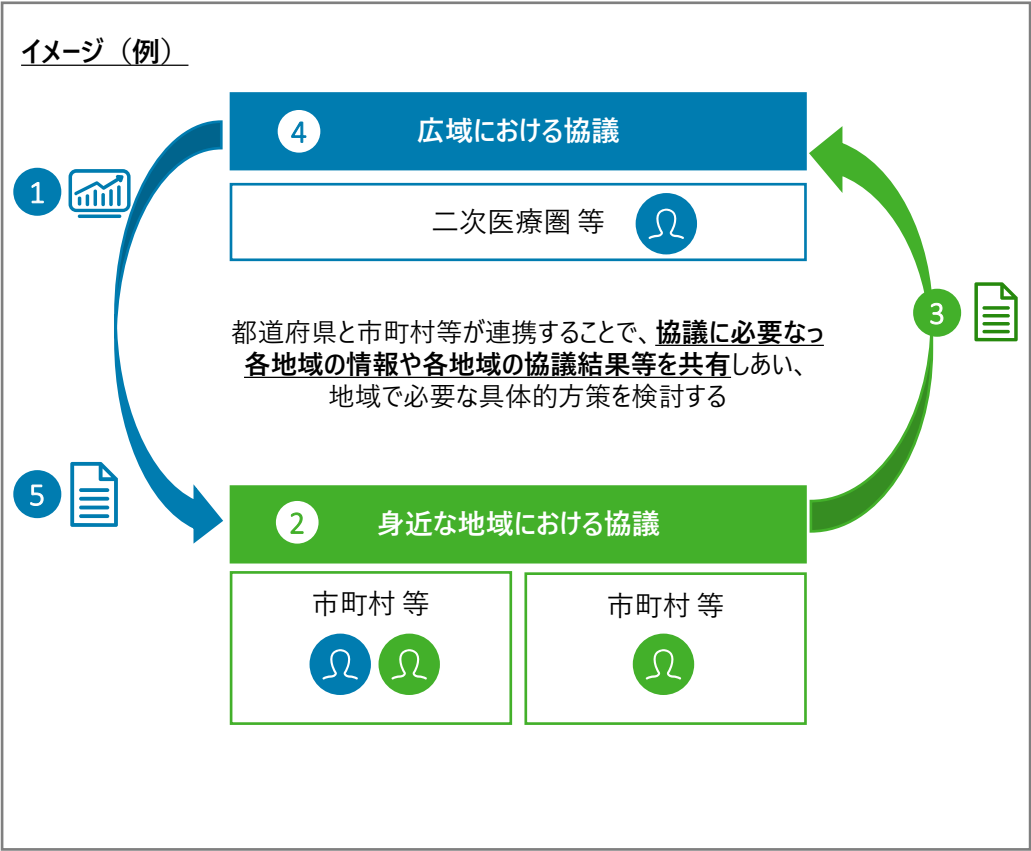 イメージ（例）
4 広域における協議
1
二次医療圏 等
3
都道府県と市町村等が連携することで、協議に必要なっ
各地域の情報や各地域の協議結果等を共有しあい、
地域で必要な具体的方策を検討する
5
2 身近な地域における協議
市町村 等 市町村 等